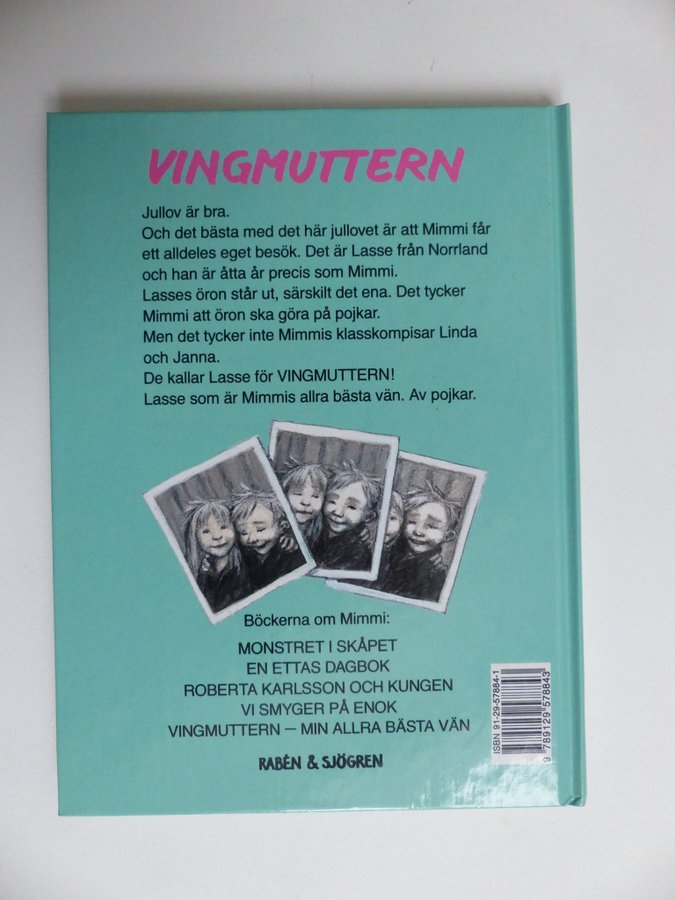 VINGMUTTERN
Jullov är bra.
Och det bästa med det här jullovet är att Mimmi får
ett alldeles eget besök. Det är Lasse från Norrland
och han är åtta år precis som Mimmi.
Lasses öron står ut, särskilt det ena. Det tycker
Mimmi att öron ska göra på pojkar.
Men det tycker inte Mimmis klasskompisar Linda
och Janna.
De kallar Lasse för VINGMUTTERN!
Lasse som är Mimmis allra bästa vän. Av pojkar.
Böckerna om Mimmi:
MONSTRET I SKÅPET
EN ETTAS DAGBOK
ROBERTA KARLSSON OCH KUNGEN
VI SMYGER PÅ ENOK
VINGMUTTERN – MIN ALLRA BÄSTA VÄN
RABÉN & SJÖGREN
ISBN 91-29-57884-1
9 789129 578843